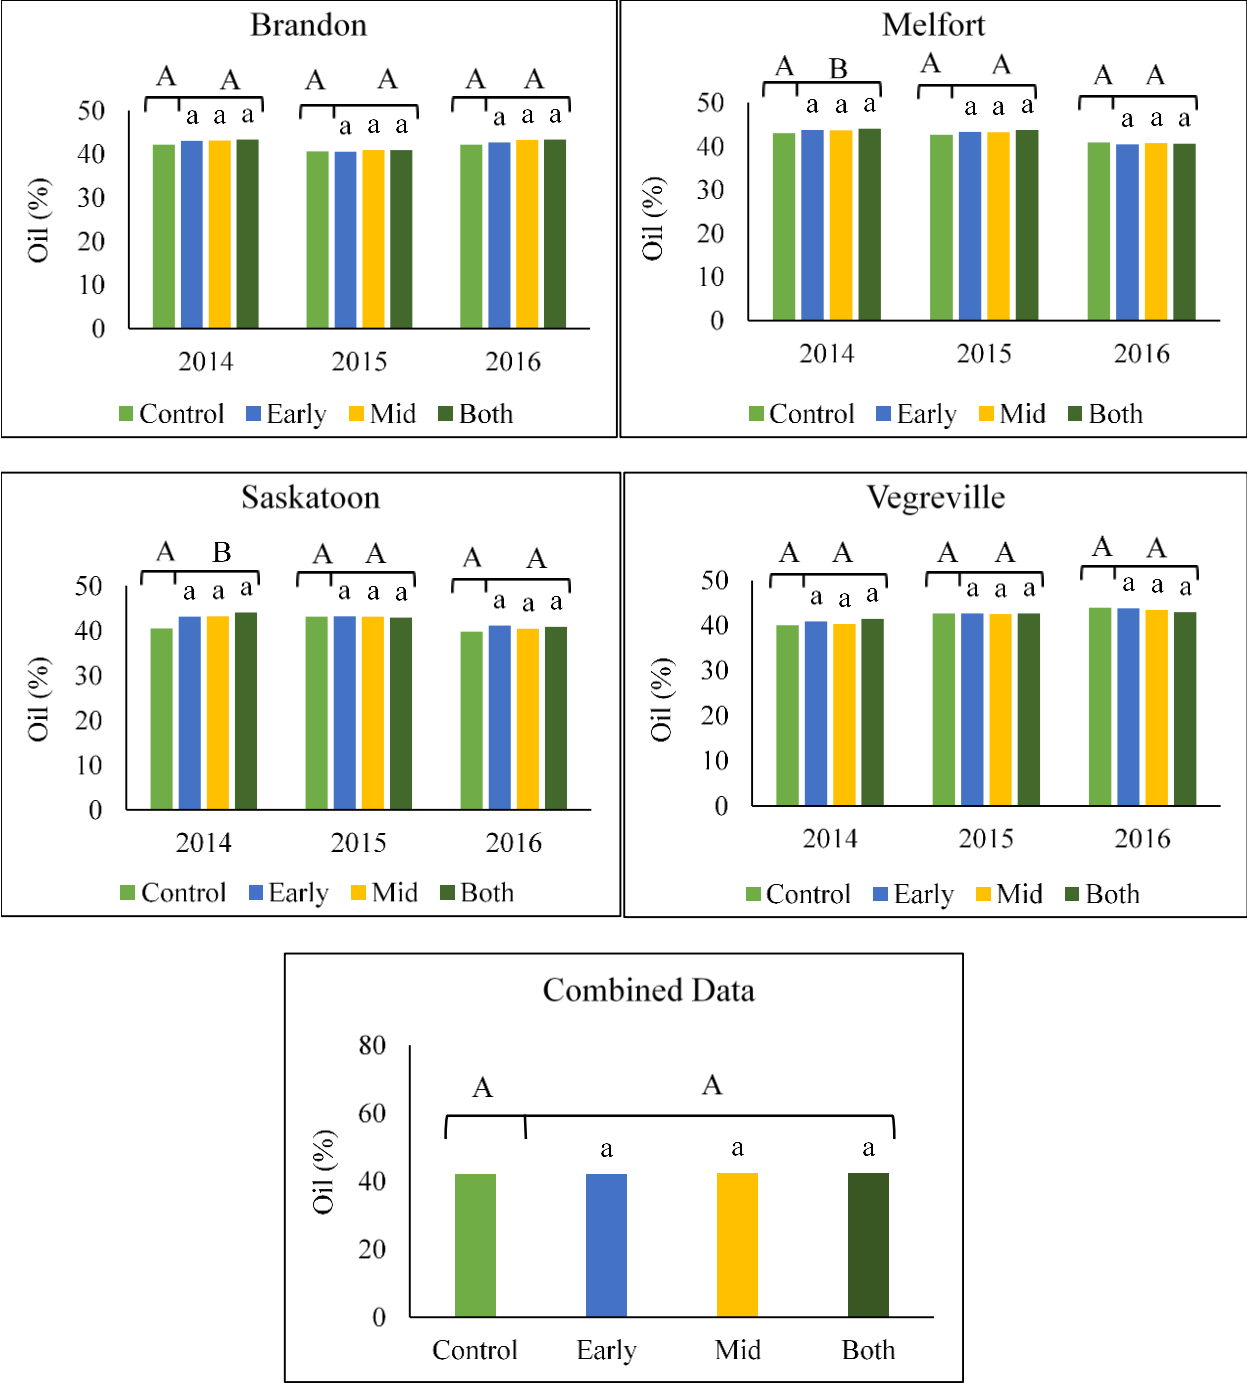 Brandon
A A A A A A
a a a a a a a a a
50
40
30
20
10
0
Oil (%)
2014 2015 2016
Control Early Mid Both
Melfort
A B A A A A
a a a a a a a a a
50
40
30
20
10
0
Oil (%)
2014 2015 2016
Control Early Mid Both
Saskatoon
A B A A A A
a a a a a a a a a
50
40
30
20
10
0
Oil (%)
2014 2015 2016
Control Early Mid Both
Vegreville
A A A A A A
a a a a a a a a a
50
40
30
20
10
0
Oil (%)
2014 2015 2016
Control Early Mid Both
Combined Data
80
60
40
20
0
Oil (%)
A A
a a a
Control Early Mid Both